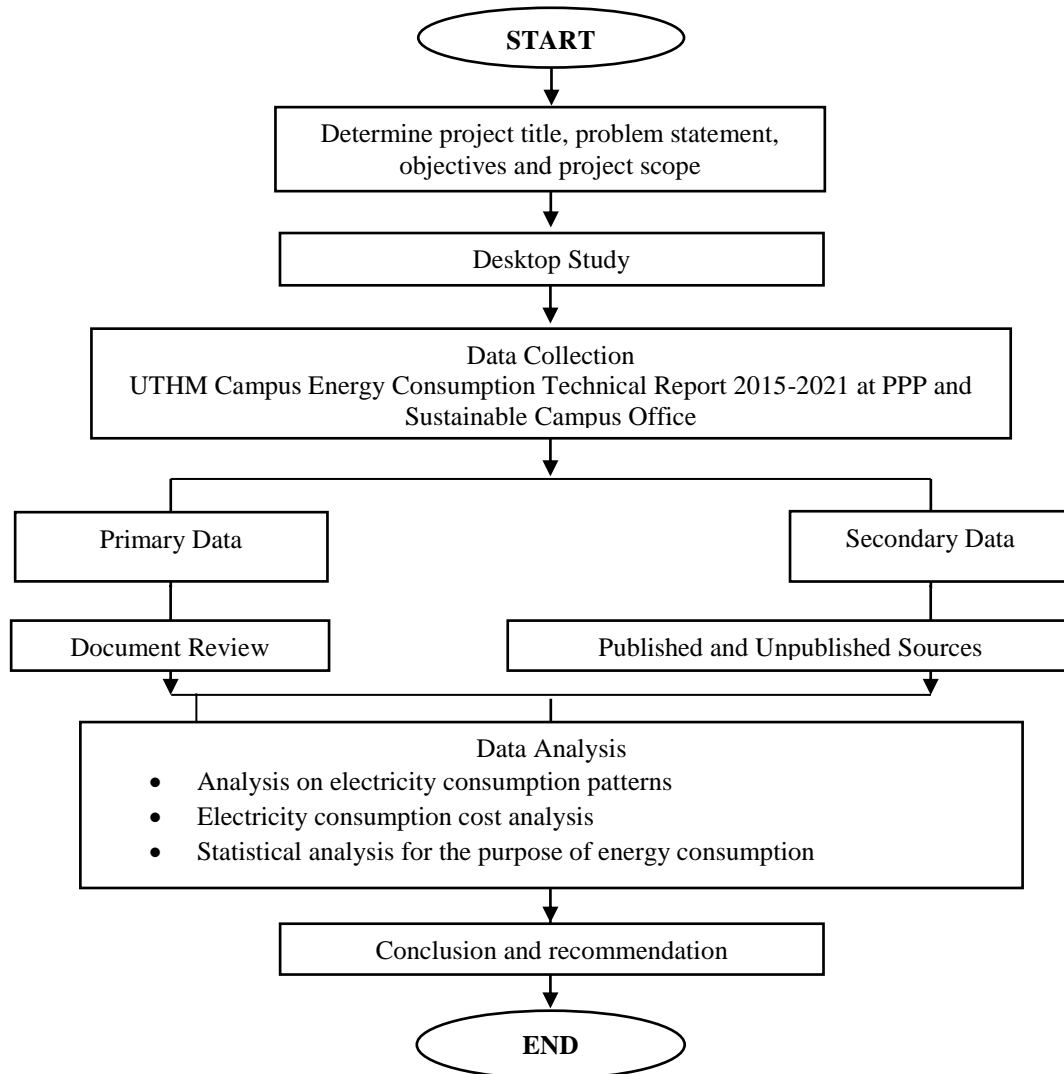 START
Determine project title, problem statement,
objectives and project scope
Desktop Study
Data Collection
UTHM Campus Energy Consumption Technical Report 2015-2021 at PPP and
Sustainable Campus Office
Primary Data
Secondary Data
Document Review
Published and Unpublished Sources
Data Analysis
• Analysis on electricity consumption patterns
• Electricity consumption cost analysis
• Statistical analysis for the purpose of energy consumption
Conclusion and recommendation
END